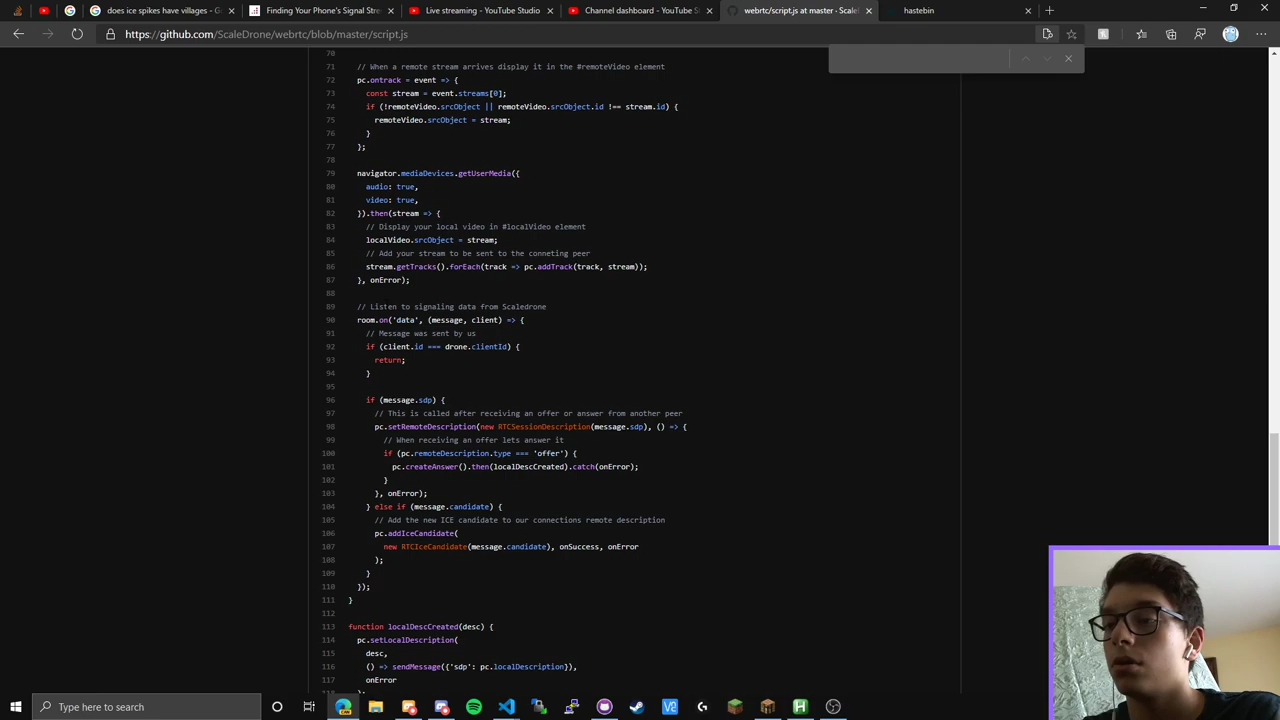 does ice spikes have villages - G
Finding Your Phone's Signal Stre
Live streaming - YouTube Studio
Channel dashboard - YouTube St
webrtc/script.js at master · Scale
hastebin
https://github.com/ScaleDrone/webrtc/blob/master/script.js
70
71 // When a remote stream arrives display it in the #remoteVideo element
72 pc.ontrack = event => {
73 const stream = event.streams[0];
74 if (!remoteVideo.srcObject || remoteVideo.srcObject.id !== stream.id) {
75 remoteVideo.srcObject = stream;
76 }
77 };
78
79 navigator.mediaDevices.getUserMedia({
80 audio: true,
81 video: true,
82 }).then(stream => {
83 // Display your local video in #localVideo element
84 localVideo.srcObject = stream;
85 // Add your stream to be sent to the conneting peer
86 stream.getTracks().forEach(track => pc.addTrack(track, stream));
87 }, onError);
88
89 // Listen to signaling data from Scaledrone
90 room.on('data', (message, client) => {
91 // Message was sent by us
92 if (client.id === drone.clientId) {
93 return;
94 }
95
96 if (message.sdp) {
97 // This is called after receiving an offer or answer from another peer
98 pc.setRemoteDescription(new RTCSessionDescription(message.sdp), () => {
99 // When receiving an offer lets answer it
100 if (pc.remoteDescription.type === 'offer') {
101 pc.createAnswer().then(localDescCreated).catch(onError);
102 }
103 }, onError);
104 } else if (message.candidate) {
105 // Add the new ICE candidate to our connections remote description
106 pc.addIceCandidate(
107 new RTCIceCandidate(message.candidate), onSuccess, onError
108 );
109 }
110 });
111 }
112
113 function localDescCreated(desc) {
114 pc.setLocalDescription(
115 desc,
116 () => sendMessage({'sdp': pc.localDescription}),
117 onError
118 );
Type here to search